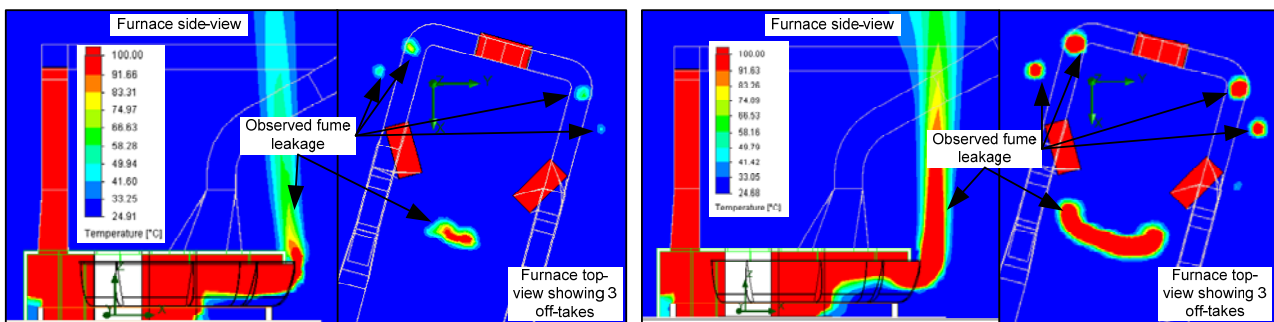 Furnace side-view
100.00
91.66
83.31
74.97
66.63
58.28
49.94
41.60
33.25
24.91
Temperature [°C]
Observed fume
leakage
Furnace top-
view showing 3
off-takes
Furnace side-view
100.00
91.63
83.26
74.09
66.53
58.16
49.79
41.42
33.05
24.68
Temperature [°C]
Observed fume
leakage
Furnace top-
view showing 3
off-takes